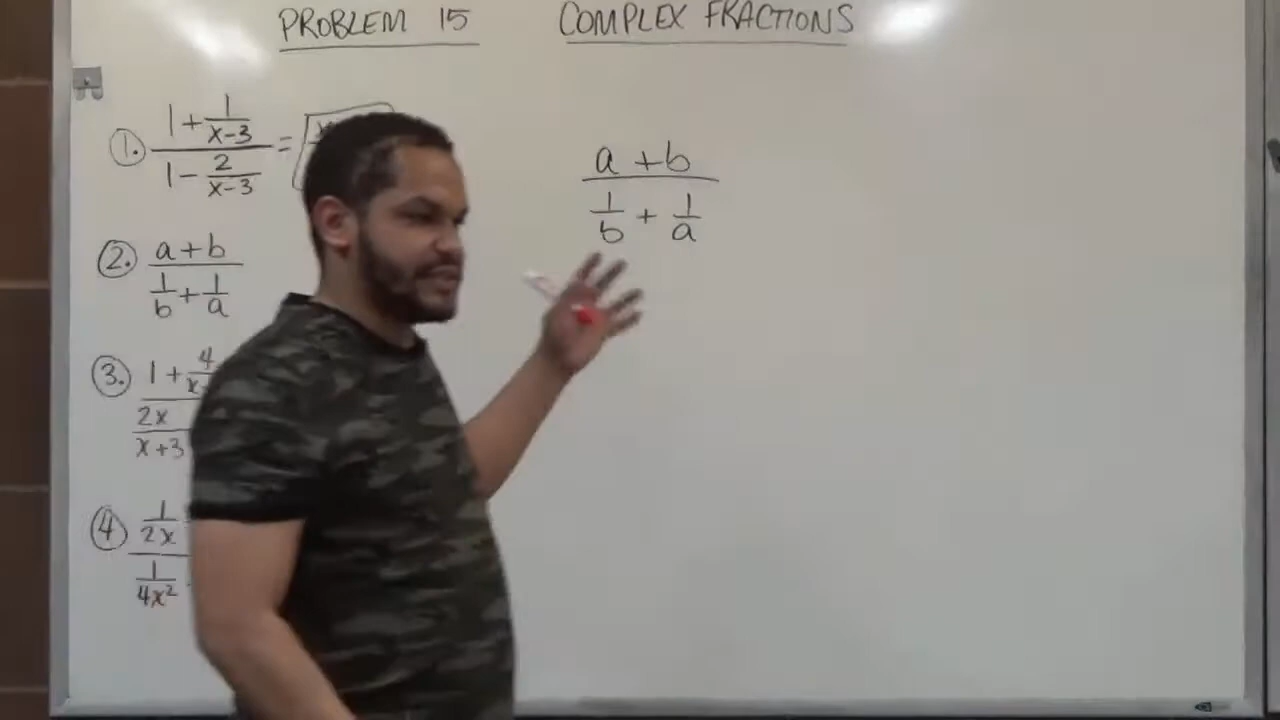 PROBLEM 15 COMPLEX FRACTIONS
1. 1 + 1/(x-3) / 1 - 2/(x-3) =
2. a + b / 1/b + 1/a
3. 1 + 4/x / 2x/(x+3)
4 1/2x / 1/4x²
a + b / 1/b + 1/a